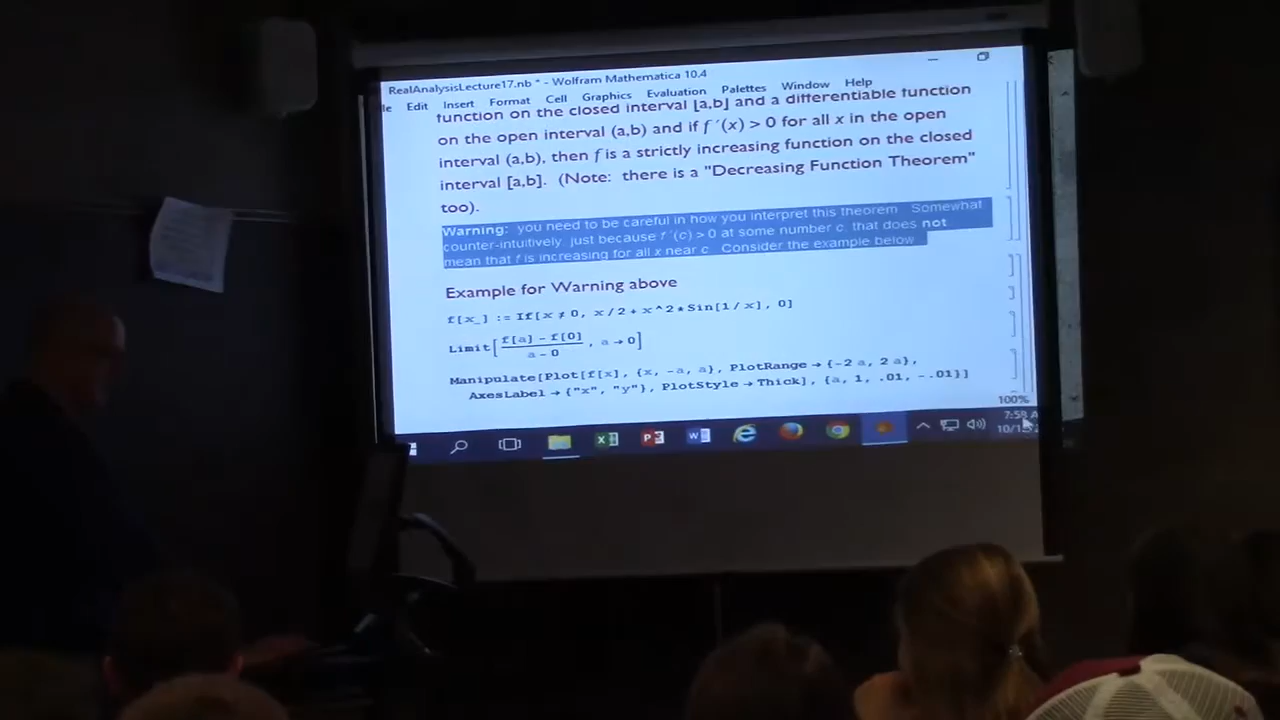 RealAnalysisLecture17.nb * - Wolfram Mathematica 10.4
le Edit Insert Format Cell Graphics Evaluation Palettes Window Help
function on the closed interval [a,b] and a differentiable function
on the open interval (a,b) and if f ′(x) > 0 for all x in the open
interval (a,b), then f is a strictly increasing function on the closed
interval [a,b]. (Note: there is a "Decreasing Function Theorem"
too).
Warning: you need to be careful in how you interpret this theorem. Somewhat
counter-intuitively, just because f ′(c) > 0 at some number c, that does not
mean that f is increasing for all x near c. Consider the example below
Example for Warning above
f[x_] := If[x ≠ 0, x/2 + x^2*Sin[1/x], 0]
Limit[(f[a] - f[0])/(a - 0), a → 0]
Manipulate[Plot[f[x], {x, -a, a}, PlotRange → {-2 a, 2 a},
AxesLabel → {"x", "y"}, PlotStyle → Thick], {a, 1, .01, -.01}]
100%
7:58 A